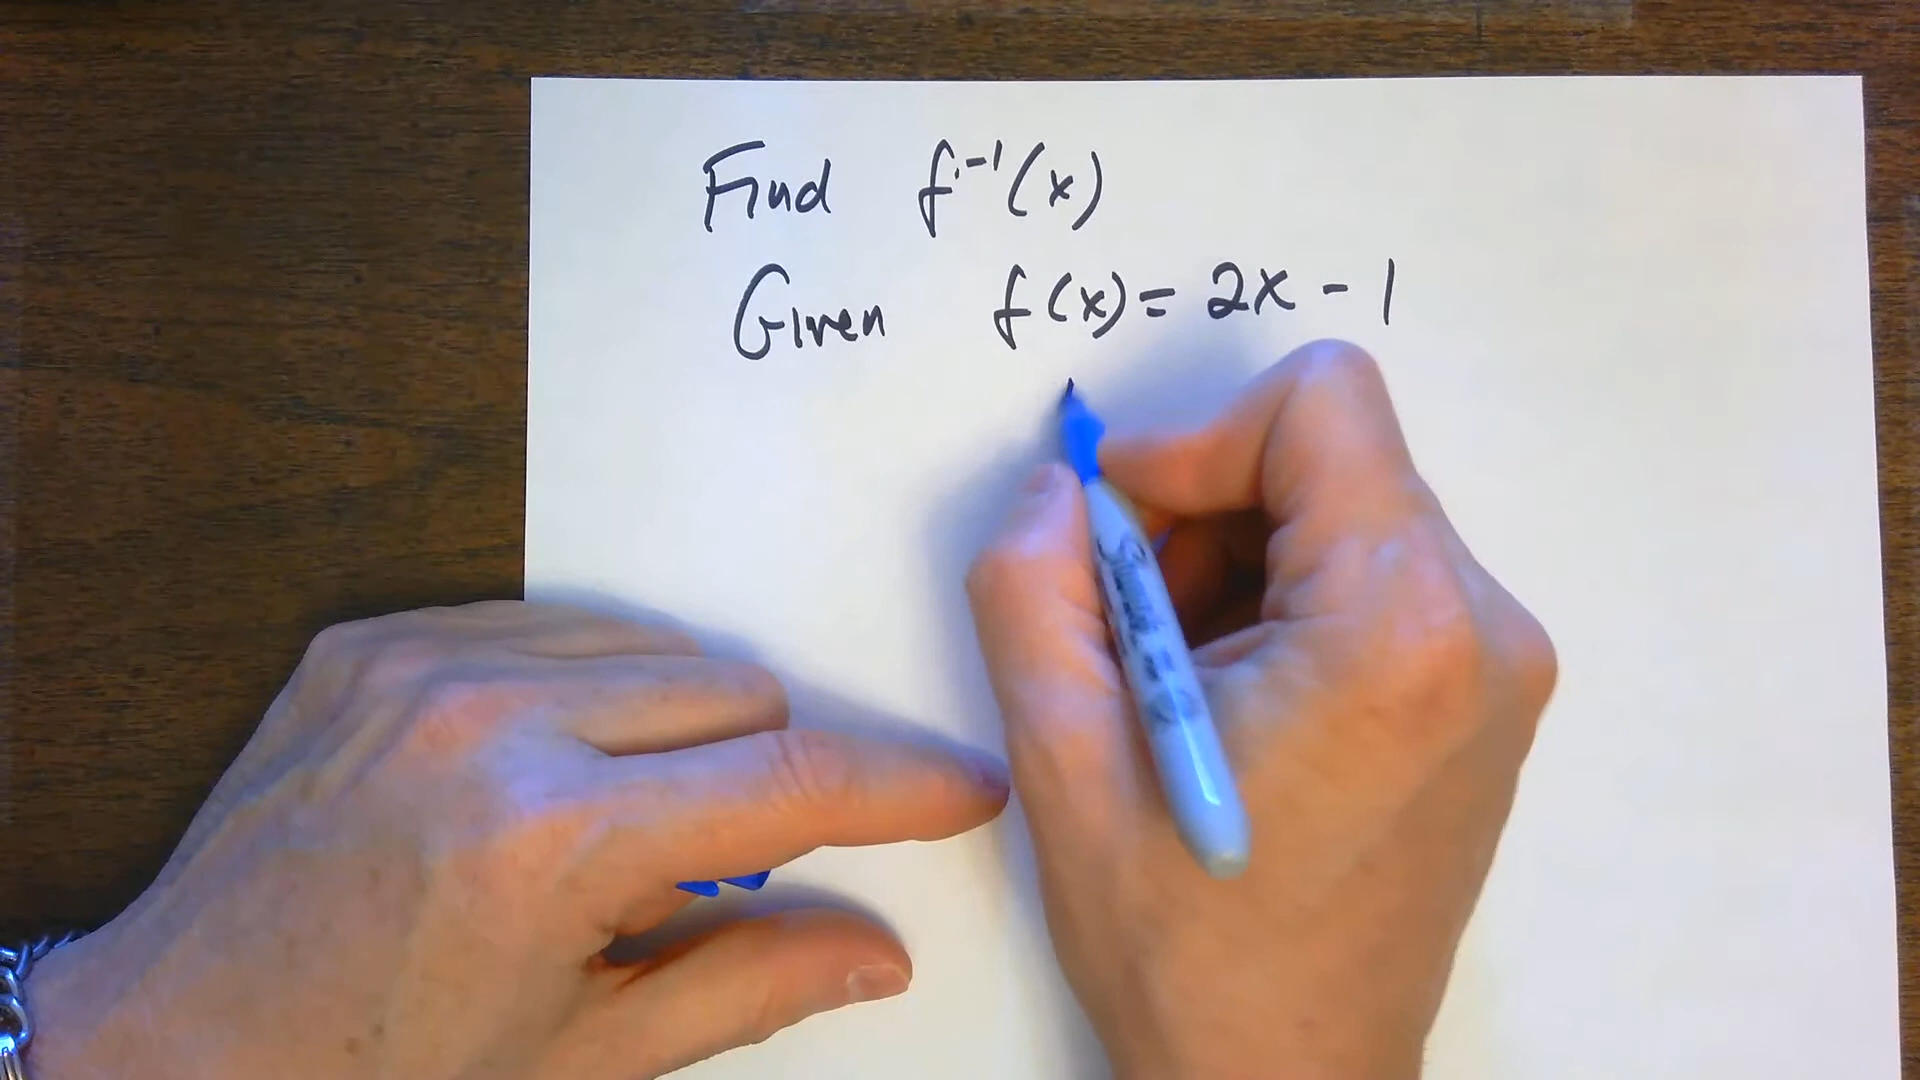 Find f⁻¹(x)
Given f(x) = 2x - 1